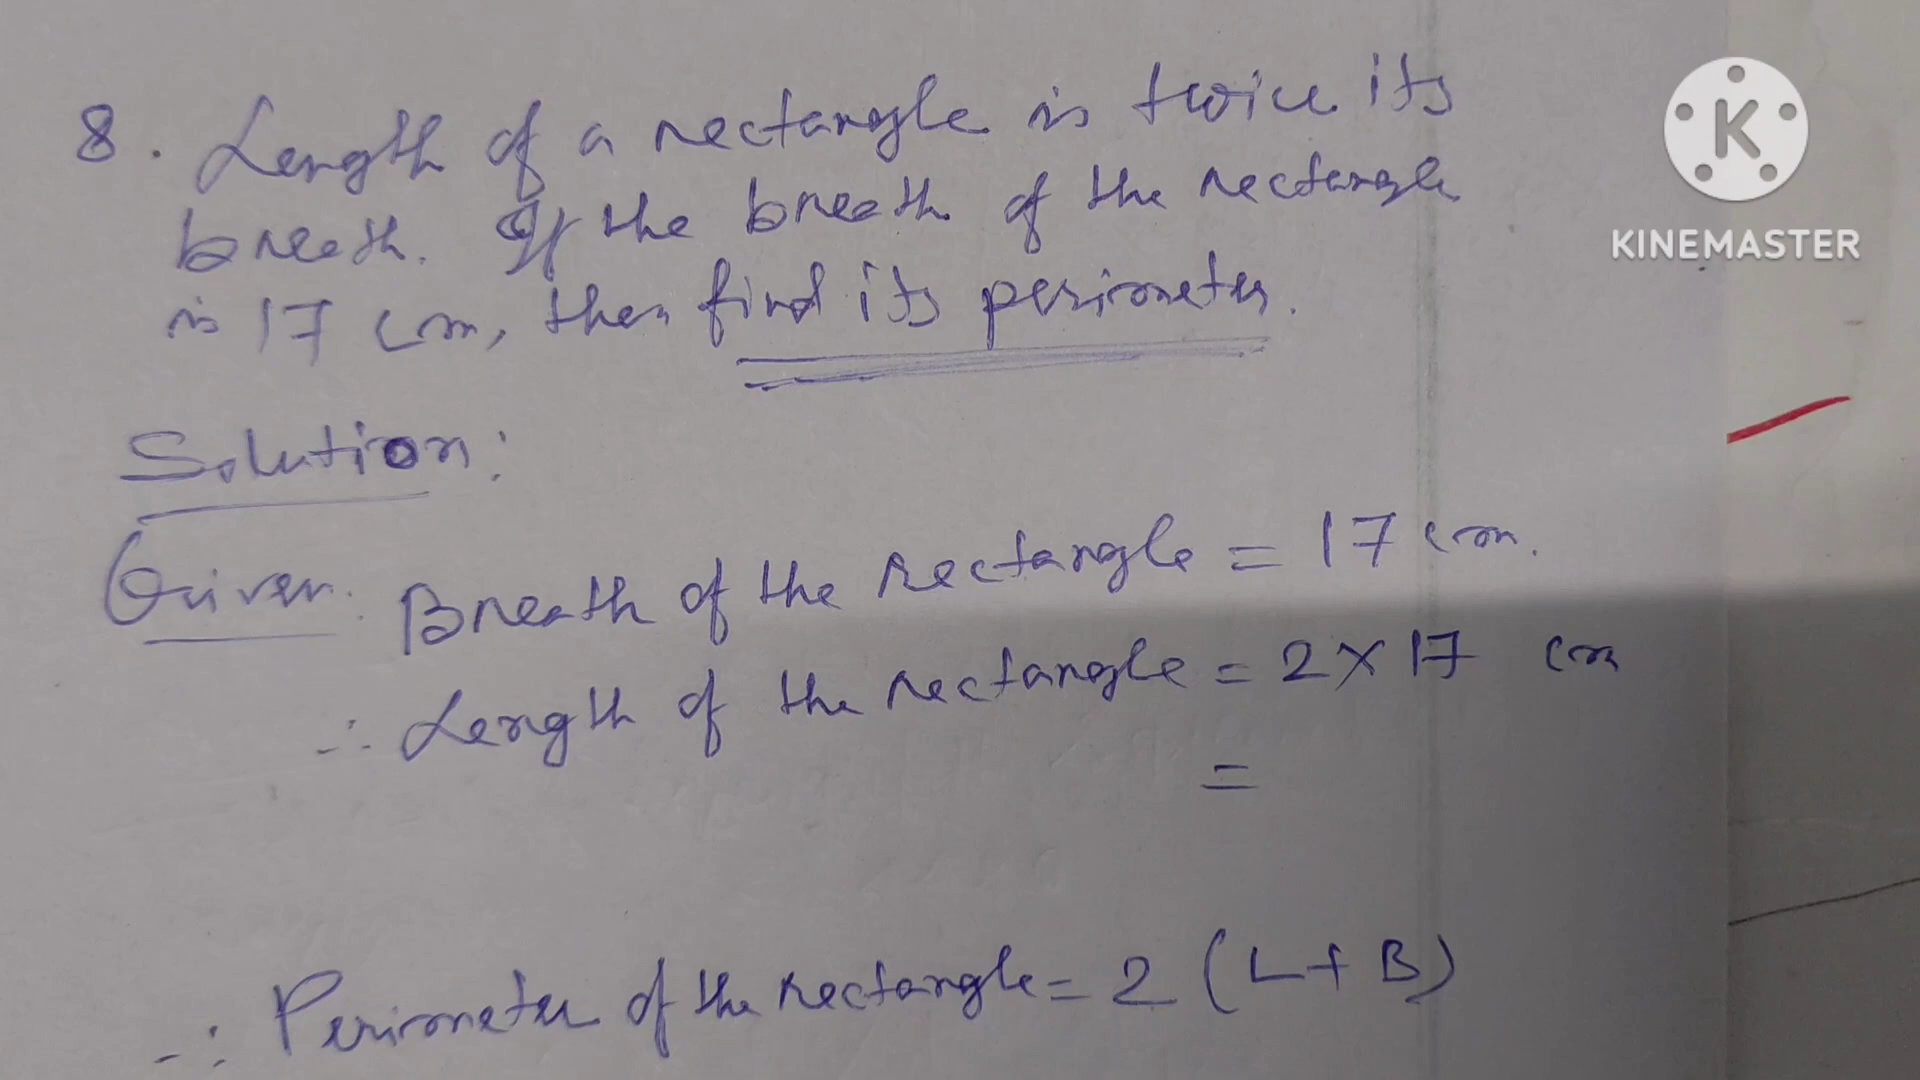 8. Length of a rectangle is twice its
breath. If the breath of the rectangle
is 17 cm, then find its perimeter.
Solution:
Given: Breath of the rectangle = 17 cm.
∴ Length of the rectangle = 2 × 17 cm
=
∴ Perimeter of the rectangle = 2 (L + B)
K
KINEMASTER